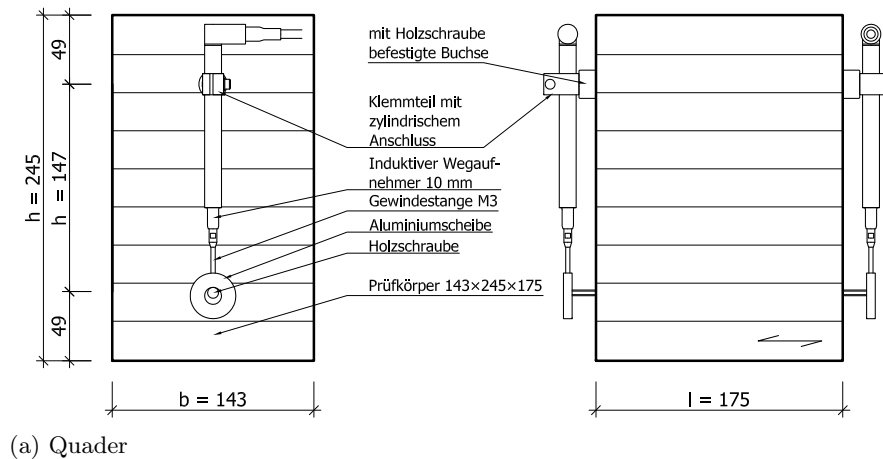 49
h = 147
h = 245
49
b = 143
mit Holzschraube
befestigte Buchse
Klemmteil mit
zylindrischem
Anschluss
Induktiver Wegauf-
nehmer 10 mm
Gewindestange M3
Aluminiumscheibe
Holzschraube
Prüfkörper 143×245×175
l = 175
(a) Quader